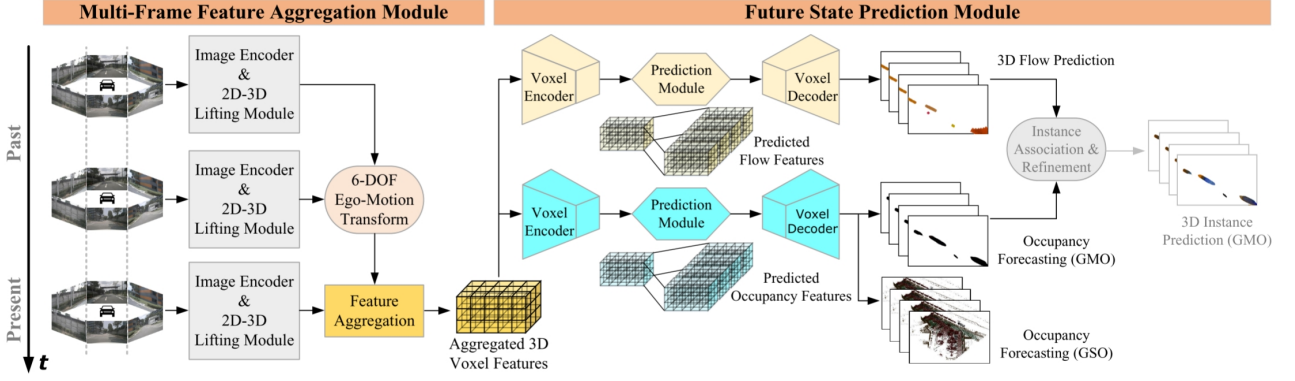 Multi-Frame Feature Aggregation Module
Future State Prediction Module
Past
Present
t
Image Encoder
&
2D-3D
Lifting Module
Image Encoder
&
2D-3D
Lifting Module
Image Encoder
&
2D-3D
Lifting Module
6-DOF
Ego-Motion
Transform
Feature
Aggregation
Aggregated 3D
Voxel Features
Voxel
Encoder
Prediction
Module
Voxel
Decoder
Predicted
Flow Features
3D Flow Prediction
Voxel
Encoder
Prediction
Module
Voxel
Decoder
Predicted
Occupancy Features
Instance
Association &
Refinement
Occupancy
Forecasting (GMO)
Occupancy
Forecasting (GSO)
3D Instance
Prediction (GMO)